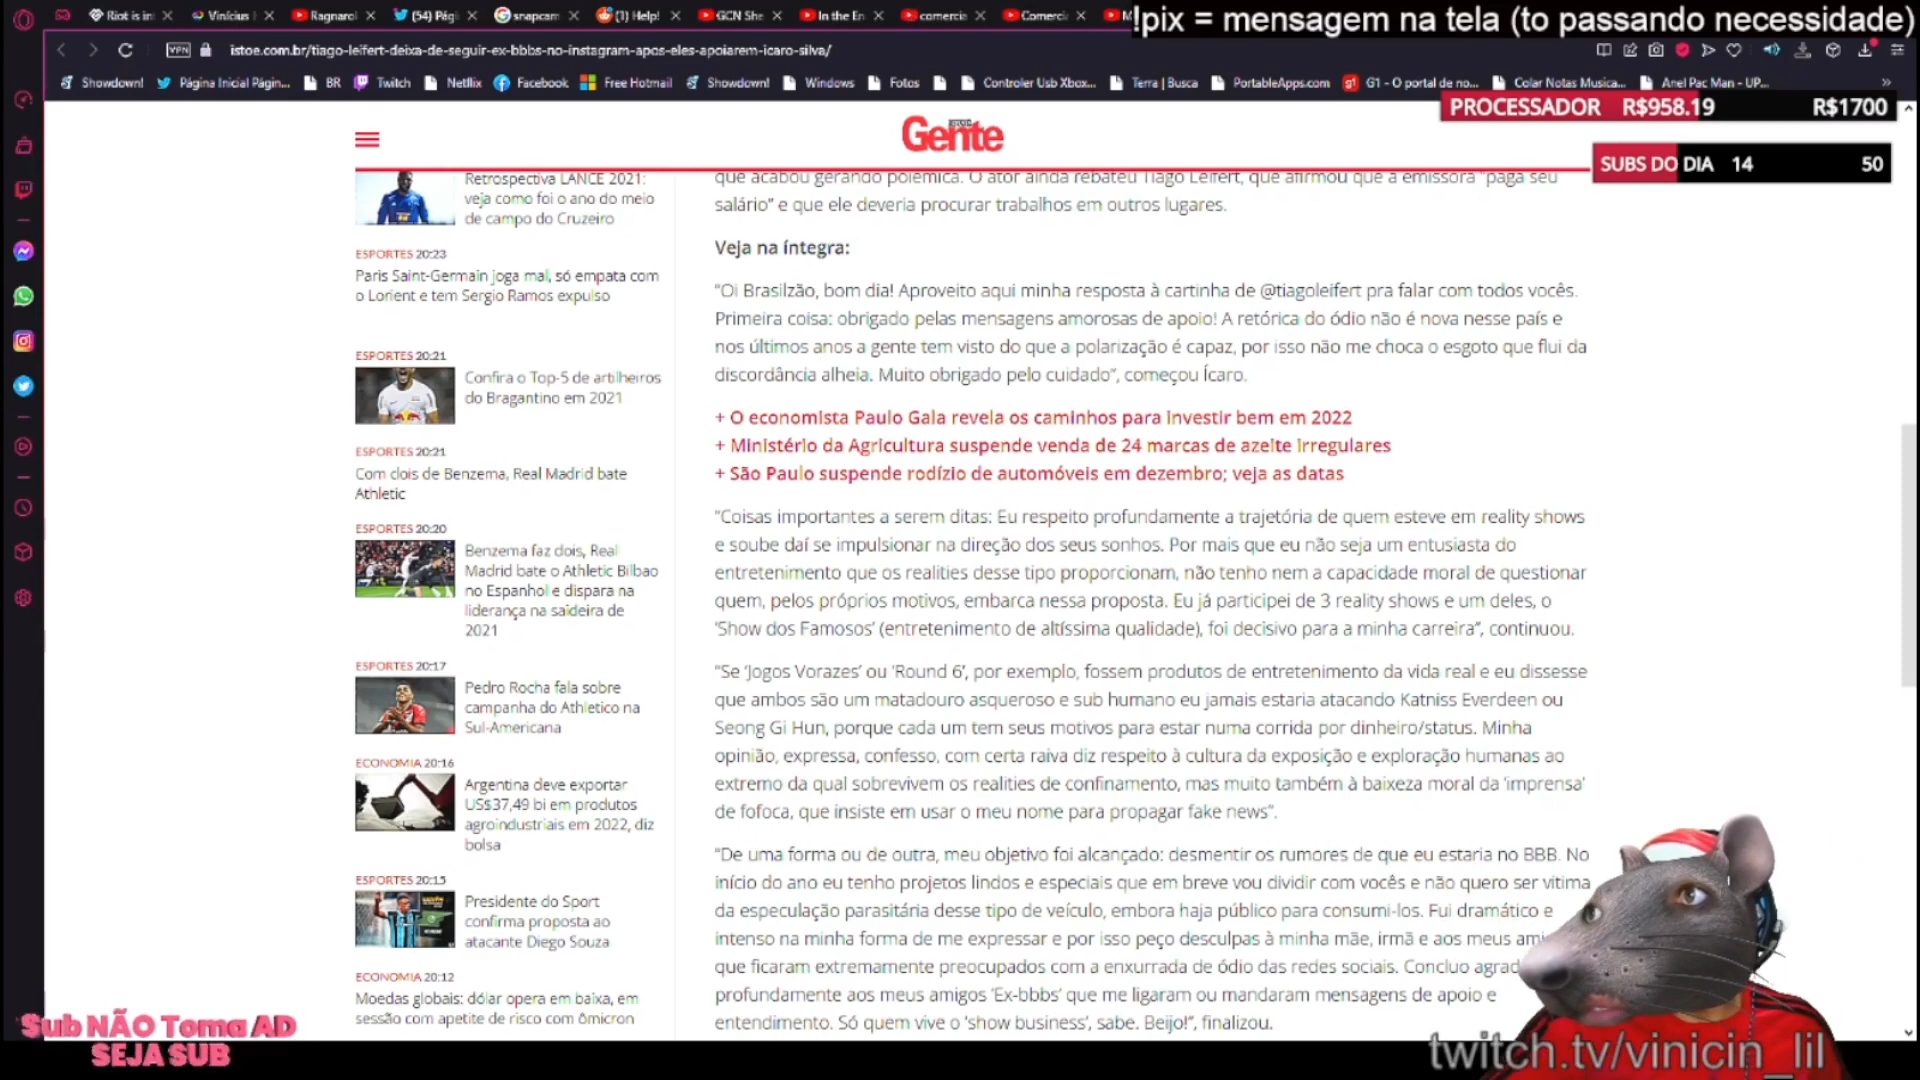 !pix = mensagem na tela (to passando necessidade)
Riot is in
Vinicius
Ragnaro
(54) Pági
snapcam
(1) Help!
GCN She
In the En
comercia
Comerci
VPN
istoe.com.br/tiago-leifert-deixa-de-seguir-ex-bbbs-no-instagram-apos-eles-apoiarem-icaro-silva/
Showdown!
Página Inicial Págin...
BR
Twitch
Netflix
Facebook
Free Hotmail
Showdown!
Windows
Fotos
Controler Usb Xbox...
Terra | Busca
PortableApps.com
G1 - O portal de no...
Colar Notas Musica...
Anel Pac Man - UP...
PROCESSADOR R$958.19 R$1700
SUBS DO DIA 14 50
Gente
Retrospectiva LANCE 2021:
veja como foi o ano do meio
de campo do Cruzeiro
ESPORTES 20:23
Paris Saint-Germain joga mal, só empata com
o Lorient e tem Sergio Ramos expulso
ESPORTES 20:21
Confira o Top-5 de artilheiros
do Bragantino em 2021
ESPORTES 20:21
Com dois de Benzema, Real Madrid bate
Athletic
ESPORTES 20:20
Benzema faz dois, Real
Madrid bate o Athletic Bilbao
no Espanhol e dispara na
liderança na saideira de
2021
ESPORTES 20:17
Pedro Rocha fala sobre
campanha do Athletico na
Sul-Americana
ECONOMIA 20:16
Argentina deve exportar
US$37,49 bi em produtos
agroindustriais em 2022, diz
bolsa
ESPORTES 20:15
Presidente do Sport
confirma proposta ao
atacante Diego Souza
ECONOMIA 20:12
Moedas globais: dólar opera em baixa, em
sessão com apetite de risco com ômicron
que acabou gerando polêmica. O ator ainda rebateu Tiago Leifert, que afirmou que a emissora “paga seu
salário” e que ele deveria procurar trabalhos em outros lugares.
Veja na íntegra:
“Oi Brasilzão, bom dia! Aproveito aqui minha resposta à cartinha de @tiagoleifert pra falar com todos vocês.
Primeira coisa: obrigado pelas mensagens amorosas de apoio! A retórica do ódio não é nova nesse país e
nos últimos anos a gente tem visto do que a polarização é capaz, por isso não me choca o esgoto que flui da
discordância alheia. Muito obrigado pelo cuidado”, começou Ícaro.
+ O economista Paulo Gala revela os caminhos para investir bem em 2022
+ Ministério da Agricultura suspende venda de 24 marcas de azeite irregulares
+ São Paulo suspende rodízio de automóveis em dezembro; veja as datas
“Coisas importantes a serem ditas: Eu respeito profundamente a trajetória de quem esteve em reality shows
e soube daí se impulsionar na direção dos seus sonhos. Por mais que eu não seja um entusiasta do
entretenimento que os realities desse tipo proporcionam, não tenho nem a capacidade moral de questionar
quem, pelos próprios motivos, embarca nessa proposta. Eu já participei de 3 reality shows e um deles, o
‘Show dos Famosos’ (entretenimento de altíssima qualidade), foi decisivo para a minha carreira”, continuou.
“Se ‘Jogos Vorazes’ ou ‘Round 6’, por exemplo, fossem produtos de entretenimento da vida real e eu dissesse
que ambos são um matadouro asqueroso e sub humano eu jamais estaria atacando Katniss Everdeen ou
Seong Gi Hun, porque cada um tem seus motivos para estar numa corrida por dinheiro/status. Minha
opinião, expressa, confesso, com certa raiva diz respeito à cultura da exposição e exploração humanas ao
extremo da qual sobrevivem os realities de confinamento, mas muito também à baixeza moral da ‘imprensa’
de fofoca, que insiste em usar o meu nome para propagar fake news”.
“De uma forma ou de outra, meu objetivo foi alcançado: desmentir os rumores de que eu estaria no BBB. No
início do ano eu tenho projetos lindos e especiais que em breve vou dividir com vocês e não quero ser vítima
da especulação parasitária desse tipo de veículo, embora haja público para consumi-los. Fui dramático e
intenso na minha forma de me expressar e por isso peço desculpas à minha mãe, irmã e aos meus ami
que ficaram extremamente preocupados com a enxurrada de ódio das redes sociais. Concluo agrad
profundamente aos meus amigos ‘Ex-bbbs’ que me ligaram ou mandaram mensagens de apoio e
entendimento. Só quem vive o ‘show business’, sabe. Beijo!”, finalizou.
Sub NÃO Toma AD
SEJA SUB
twitch.tv/vinicin_lil